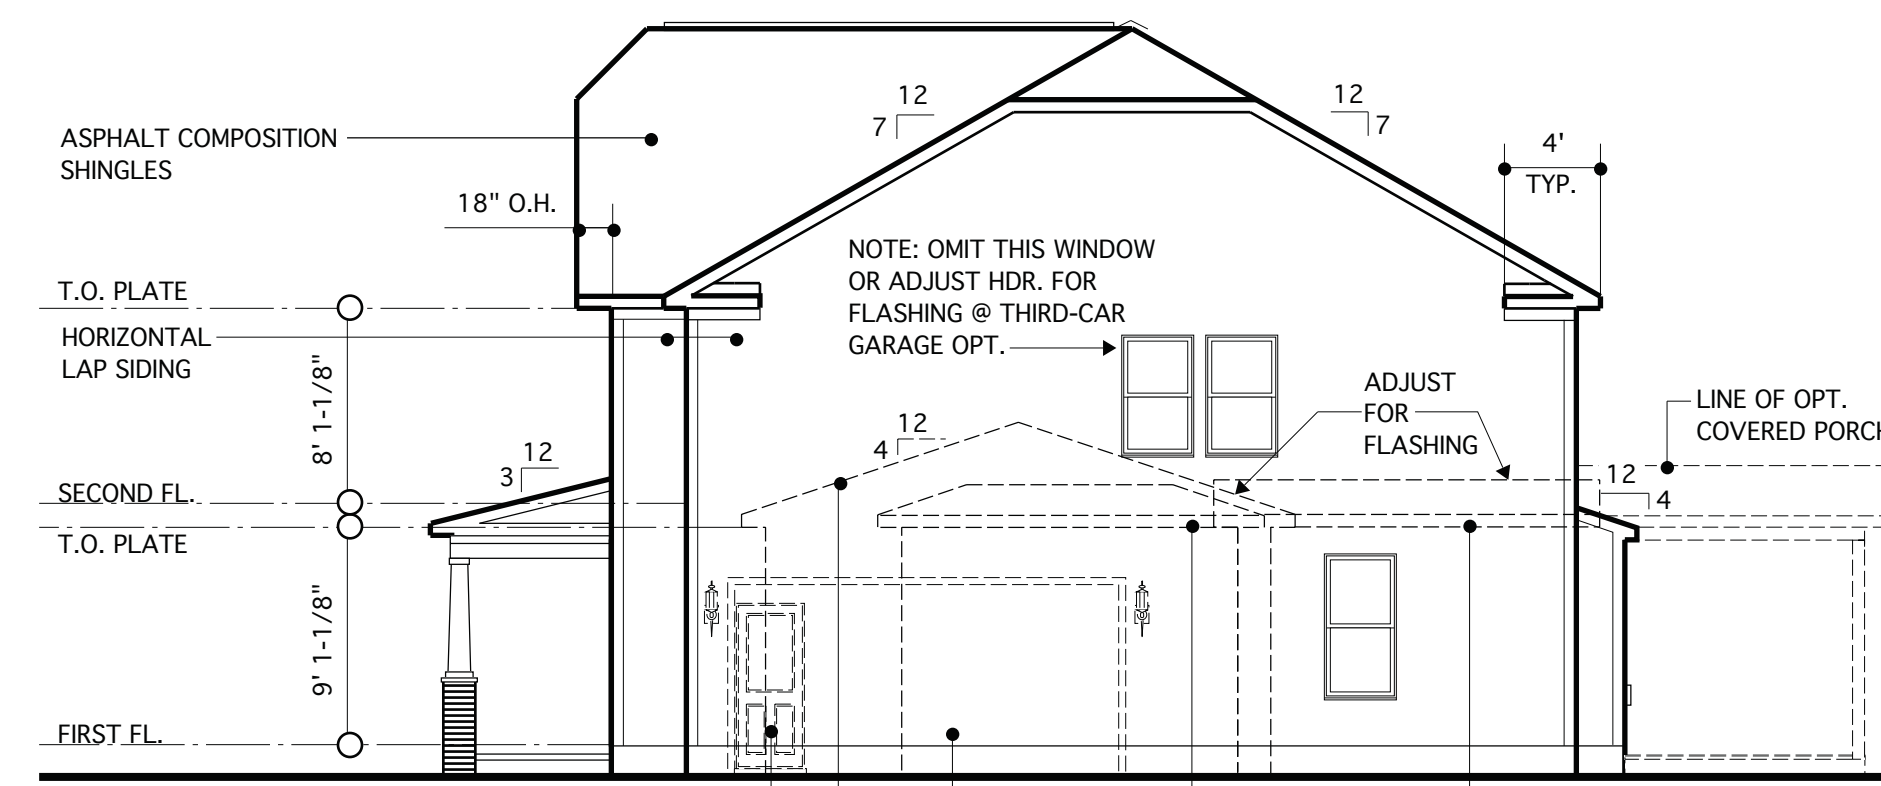 12
7
12
7
ASPHALT COMPOSITION
SHINGLES
4'
TYP.
18" O.H.
NOTE: OMIT THIS WINDOW
OR ADJUST HDR. FOR
FLASHING @ THIRD-CAR
GARAGE OPT.
T.O. PLATE
HORIZONTAL
LAP SIDING
8' 1-1/8"
ADJUST
FOR
FLASHING
LINE OF OPT.
COVERED PORCH
12
4
12
3
12
4
SECOND FL.
T.O. PLATE
9' 1-1/8"
FIRST FL.